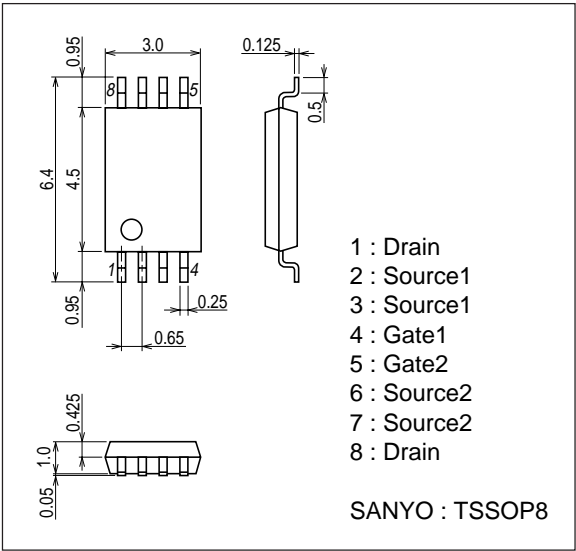 3.0
0.95
8
5
6.4
4.5
0.125
0.5
1
4
0.95
0.25
0.65
0.425
1.0
0.05
1 : Drain
2 : Source1
3 : Source1
4 : Gate1
5 : Gate2
6 : Source2
7 : Source2
8 : Drain
SANYO : TSSOP8